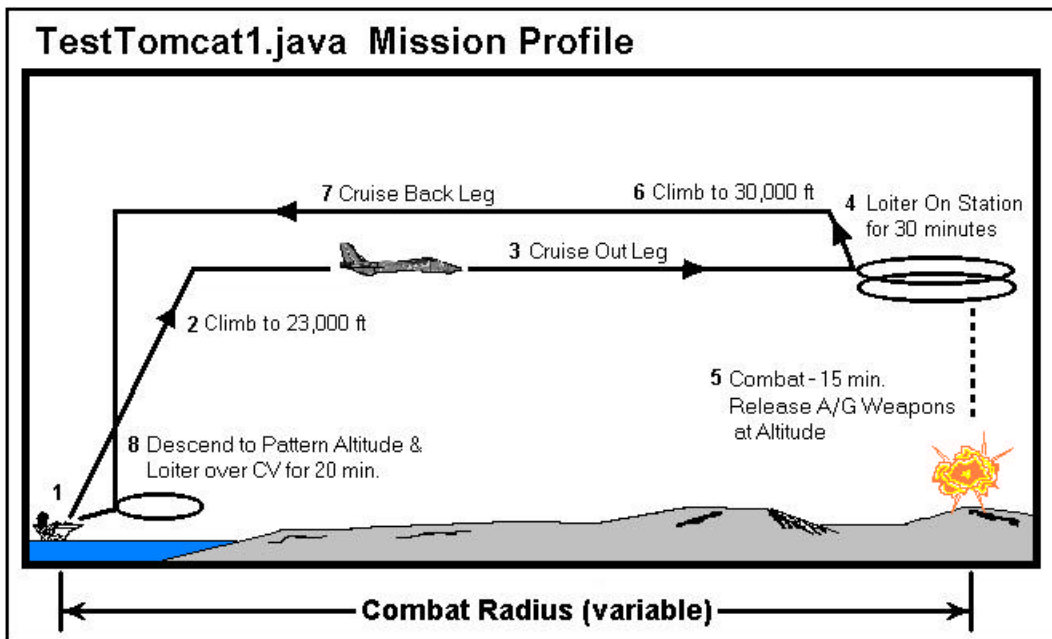 TestTomcat1.java Mission Profile
7 Cruise Back Leg
6 Climb to 30,000 ft
4 Loiter On Station
for 30 minutes
3 Cruise Out Leg
2 Climb to 23,000 ft
5 Combat - 15 min.
Release A/G Weapons
at Altitude
8 Descend to Pattern Altitude &
Loiter over CV for 20 min.
1
Combat Radius (variable)